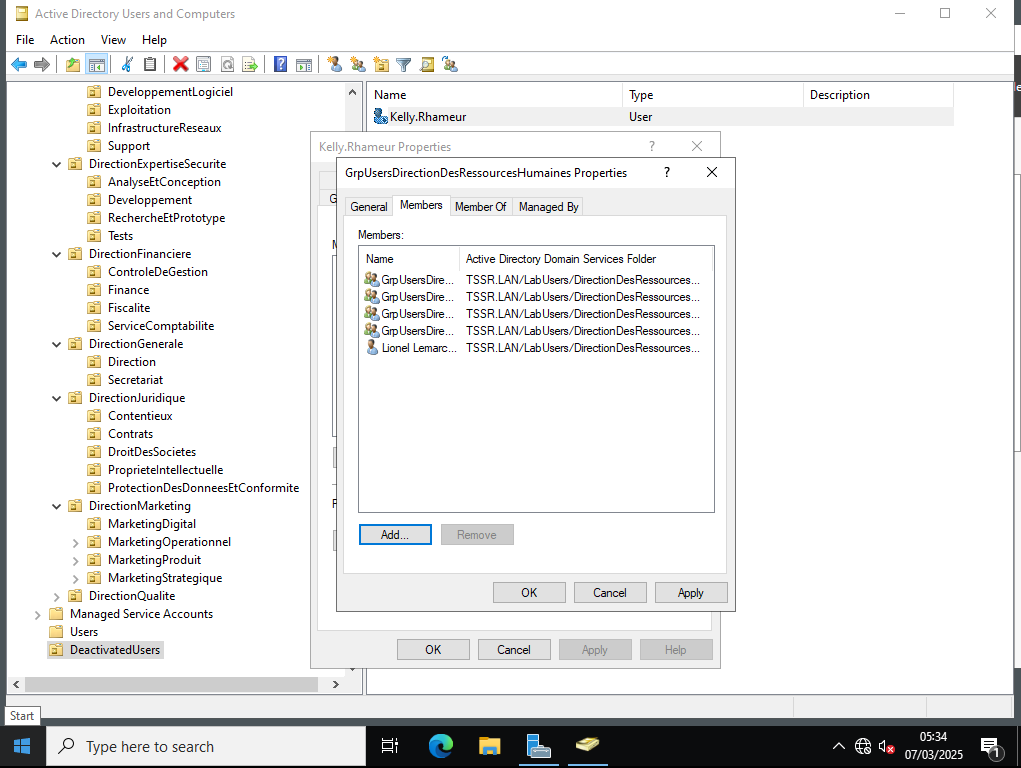 Active Directory Users and Computers
File Action View Help
DeveloppementLogiciel
Exploitation
InfrastructureReseaux
Support
DirectionExpertiseSecurite
AnalyseEtConception
Developpement
RechercheEtPrototype
Tests
DirectionFinanciere
ControleDeGestion
Finance
Fiscalite
ServiceComptabilite
DirectionGenerale
Direction
Secretariat
DirectionJuridique
Contentieux
Contrats
DroitDesSocietes
ProprieteIntellectuelle
ProtectionDesDonneesEtConformite
DirectionMarketing
MarketingDigital
MarketingOperationnel
MarketingProduit
MarketingStrategique
DirectionQualite
Managed Service Accounts
Users
DeactivatedUsers
Name Type Description
Kelly.Rhameur User
Kelly.Rhameur Properties
GrpUsersDirectionDesRessourcesHumaines Properties
General Members Member Of Managed By
Members:
Name Active Directory Domain Services Folder
GrpUsersDire... TSSR.LAN/LabUsers/DirectionDesRessources...
GrpUsersDire... TSSR.LAN/LabUsers/DirectionDesRessources...
GrpUsersDire... TSSR.LAN/LabUsers/DirectionDesRessources...
GrpUsersDire... TSSR.LAN/LabUsers/DirectionDesRessources...
Lionel Lemarc... TSSR.LAN/LabUsers/DirectionDesRessources...
Add... Remove
OK Cancel Apply
OK Cancel Apply Help
Start
Type here to search
05:34
07/03/2025
1